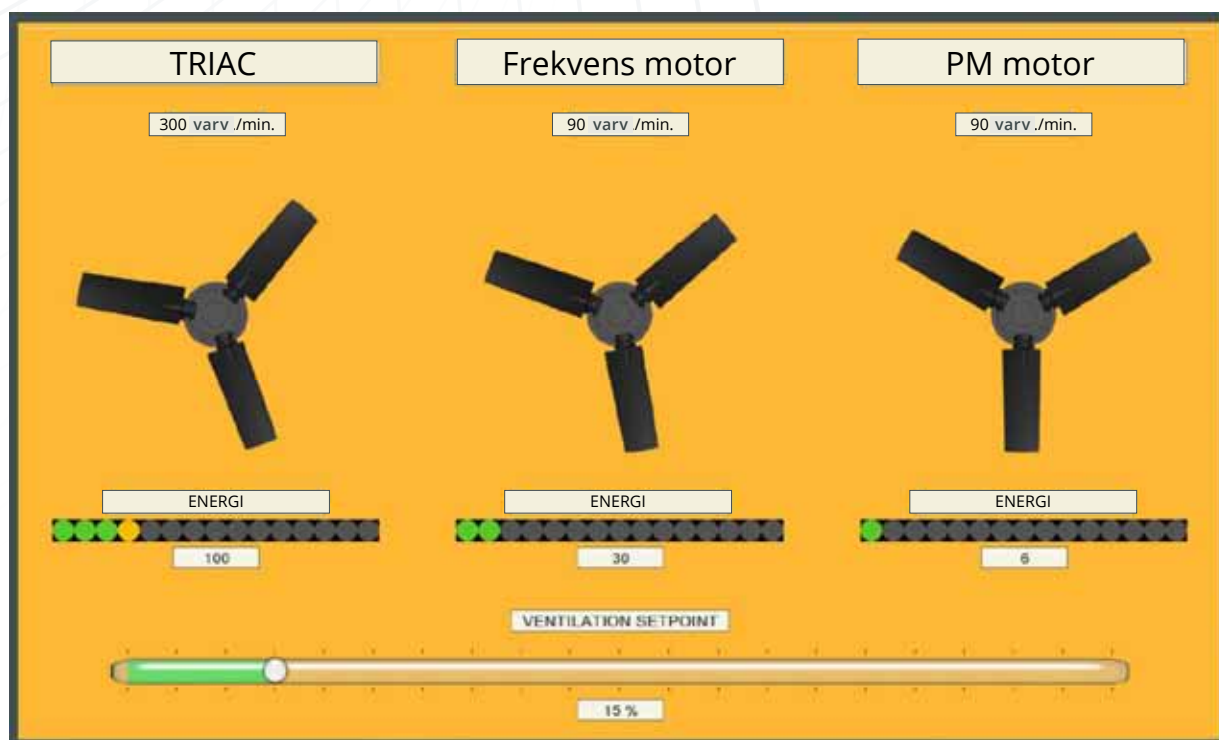 TRIAC
Frekvens motor
PM motor
300 varv./min.
90 varv./min.
90 varv./min.
ENERGI
ENERGI
ENERGI
100
30
6
VENTILATION SETPOINT
15 %